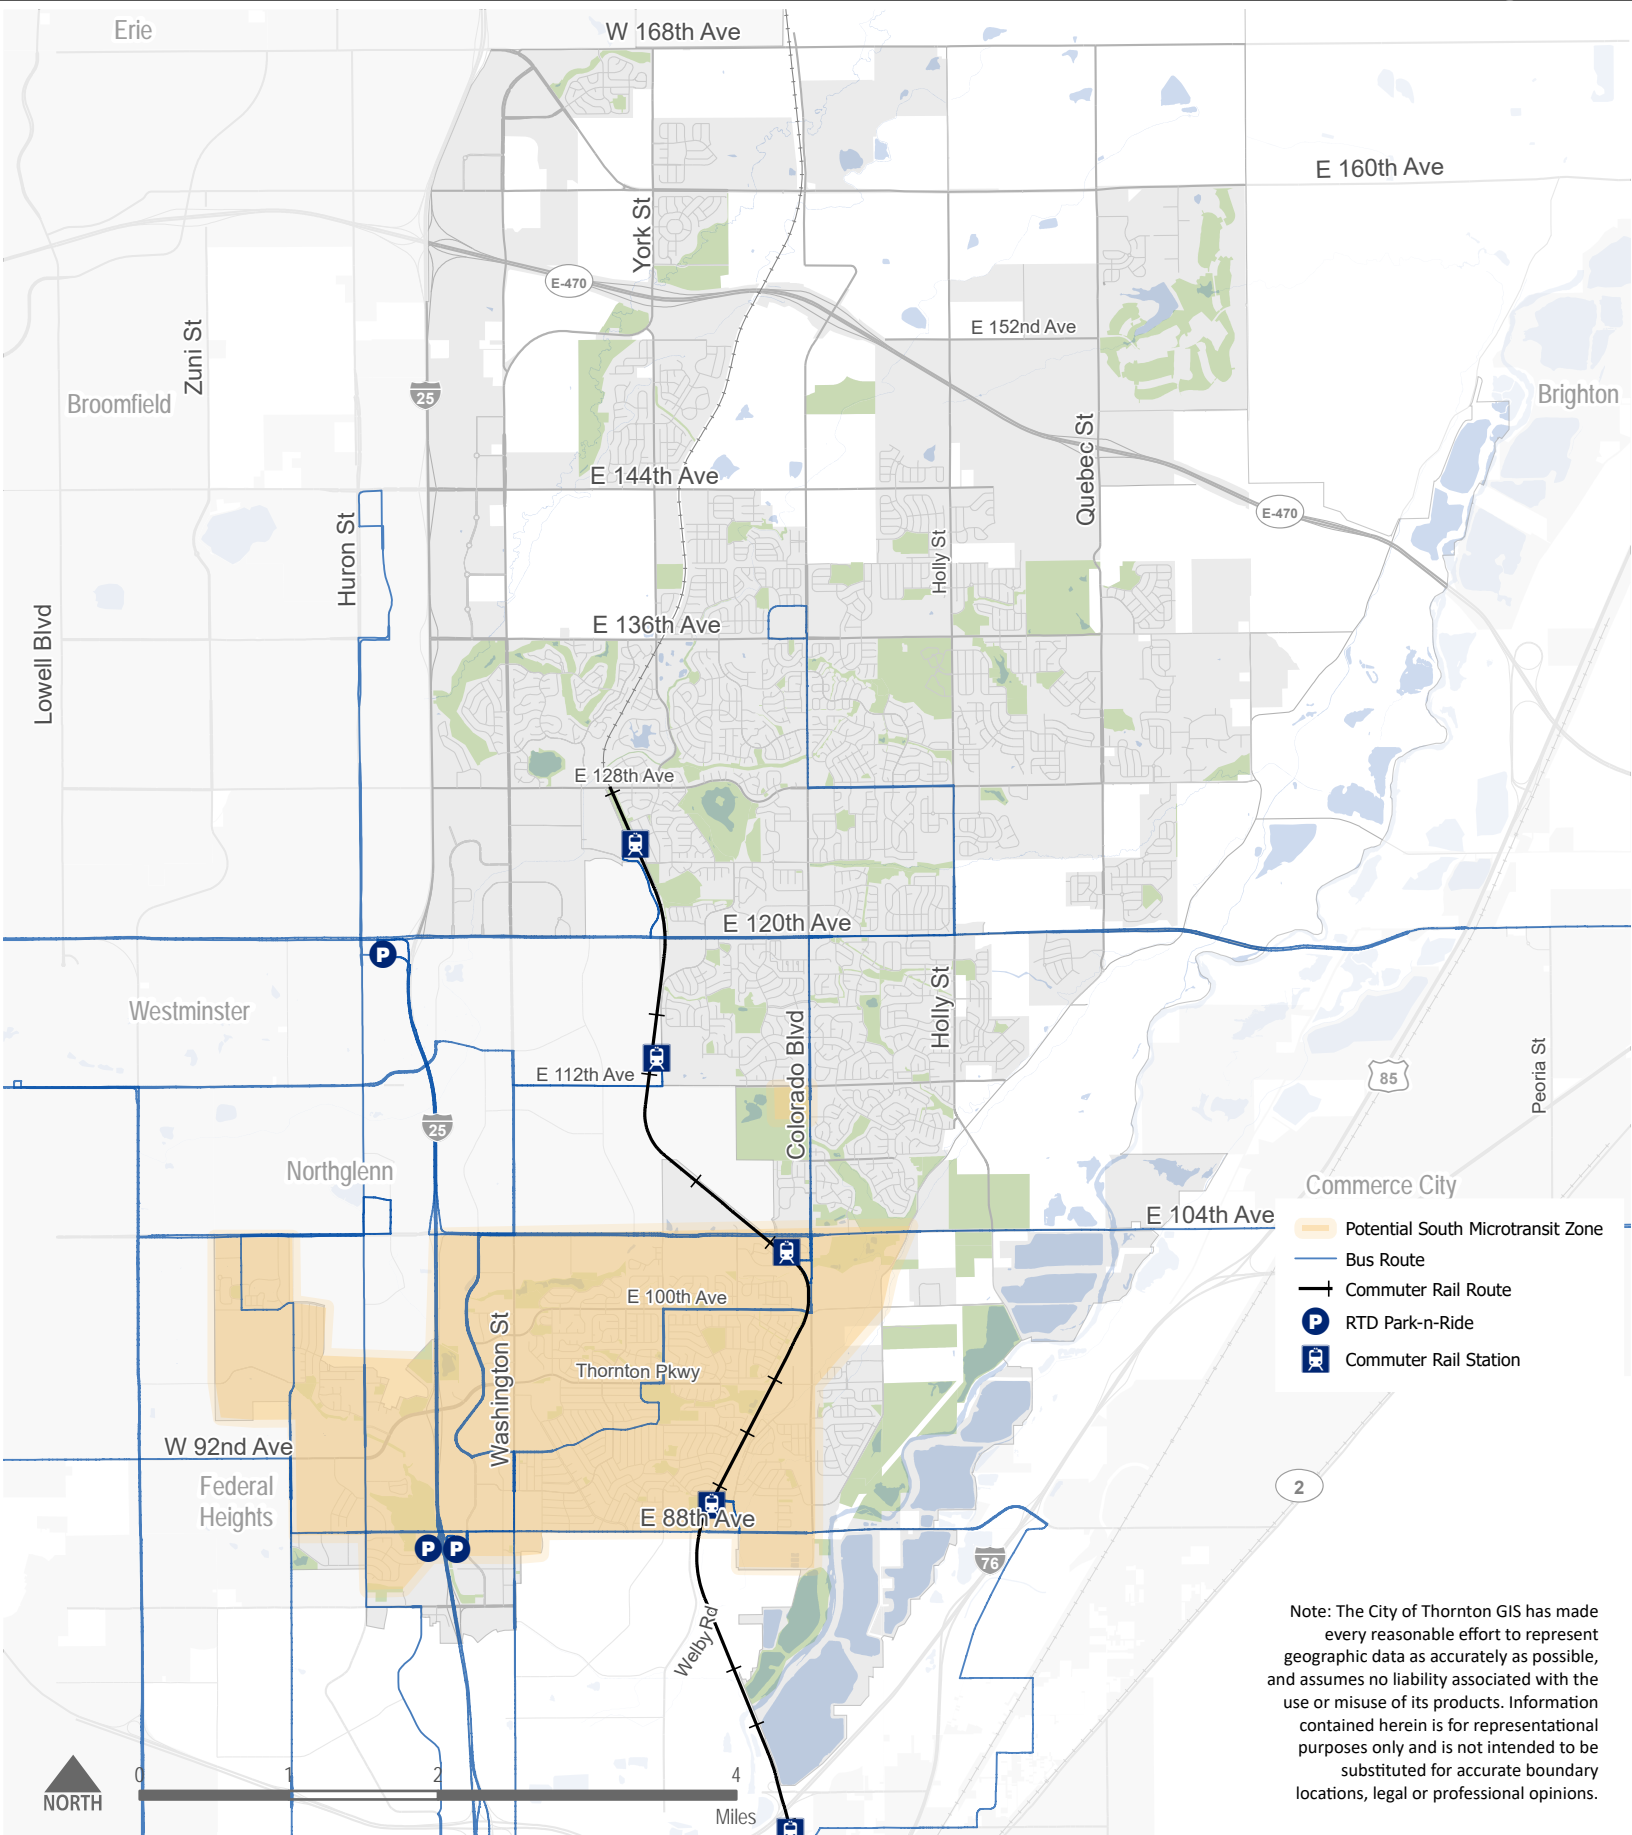 Erie
W 168th Ave
E 160th Ave
York St
E-470
E 152nd Ave
Zuni St
25
Broomfield
Brighton
Quebec St
E 144th Ave
E-470
Huron St
Holly St
Lowell Blvd
E 136th Ave
E 128th Ave
E 120th Ave
P
Westminster
Holly St
Colorado Blvd
E 112th Ave
85
Peoria St
25
Northglenn
Commerce City
E 104th Ave
Potential South Microtransit Zone
Bus Route
Commuter Rail Route
P
RTD Park-n-Ride
Commuter Rail Station
E 100th Ave
Washington St
Thornton Pkwy
W 92nd Ave
Federal
Heights
2
E 88th Ave
P
P
76
Welby Rd
Note: The City of Thornton GIS has made
every reasonable effort to represent
geographic data as accurately as possible,
and assumes no liability associated with the
use or misuse of its products. Information
contained herein is for representational
purposes only and is not intended to be
substituted for accurate boundary
locations, legal or professional opinions.
NORTH
0 1 2 4
Miles